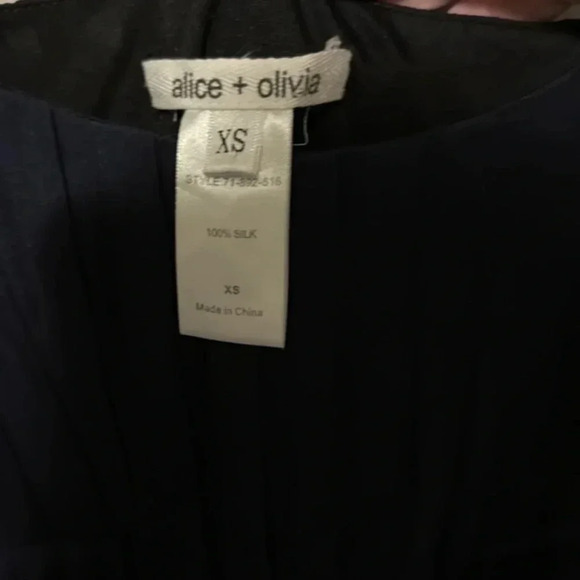 alice + olivia
XS
100% SILK
XS
Made in China